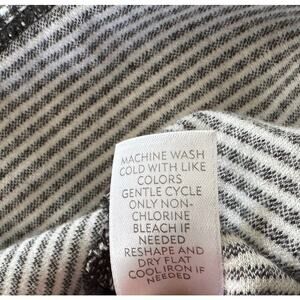 MACHINE WASH
COLD WITH LIKE
COLORS
GENTLE CYCLE
ONLY NON-
CHLORINE
BLEACH IF
NEEDED
RESHAPE AND
DRY FLAT
COOL IRON IF
NEEDED